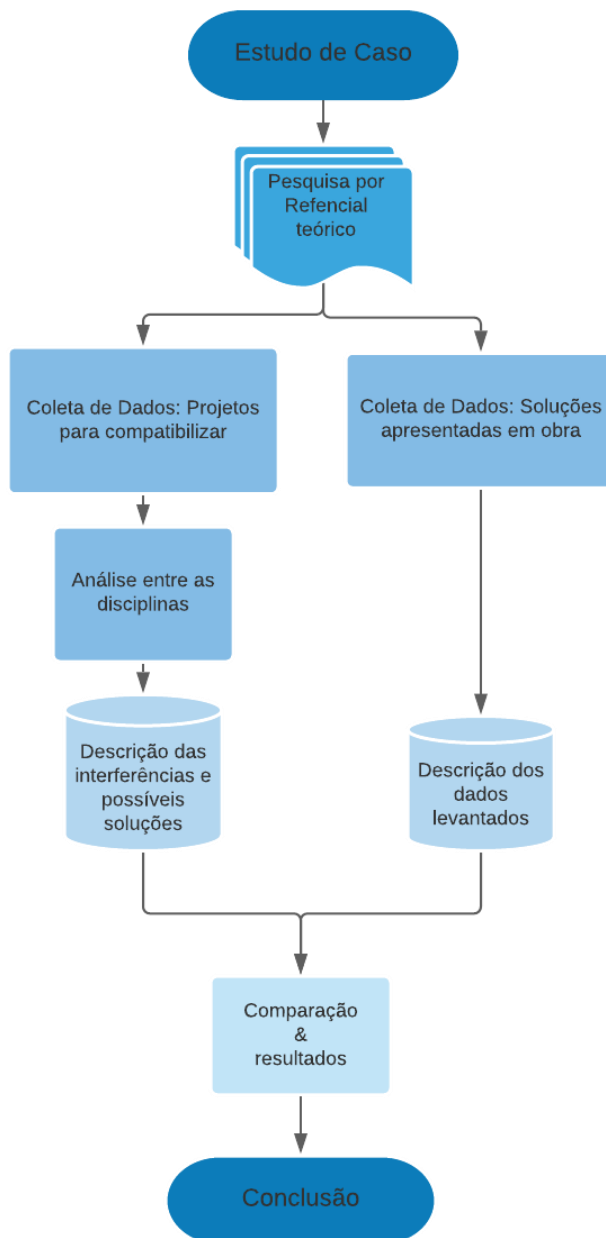 Estudo de Caso
Pesquisa por
Refencial
teórico
Coleta de Dados: Projetos
para compatibilizar
Coleta de Dados: Soluções
apresentadas em obra
Análise entre as
disciplinas
Descrição das
interferências e
possíveis
soluções
Descrição dos
dados
levantados
Comparação
&
resultados
Conclusão